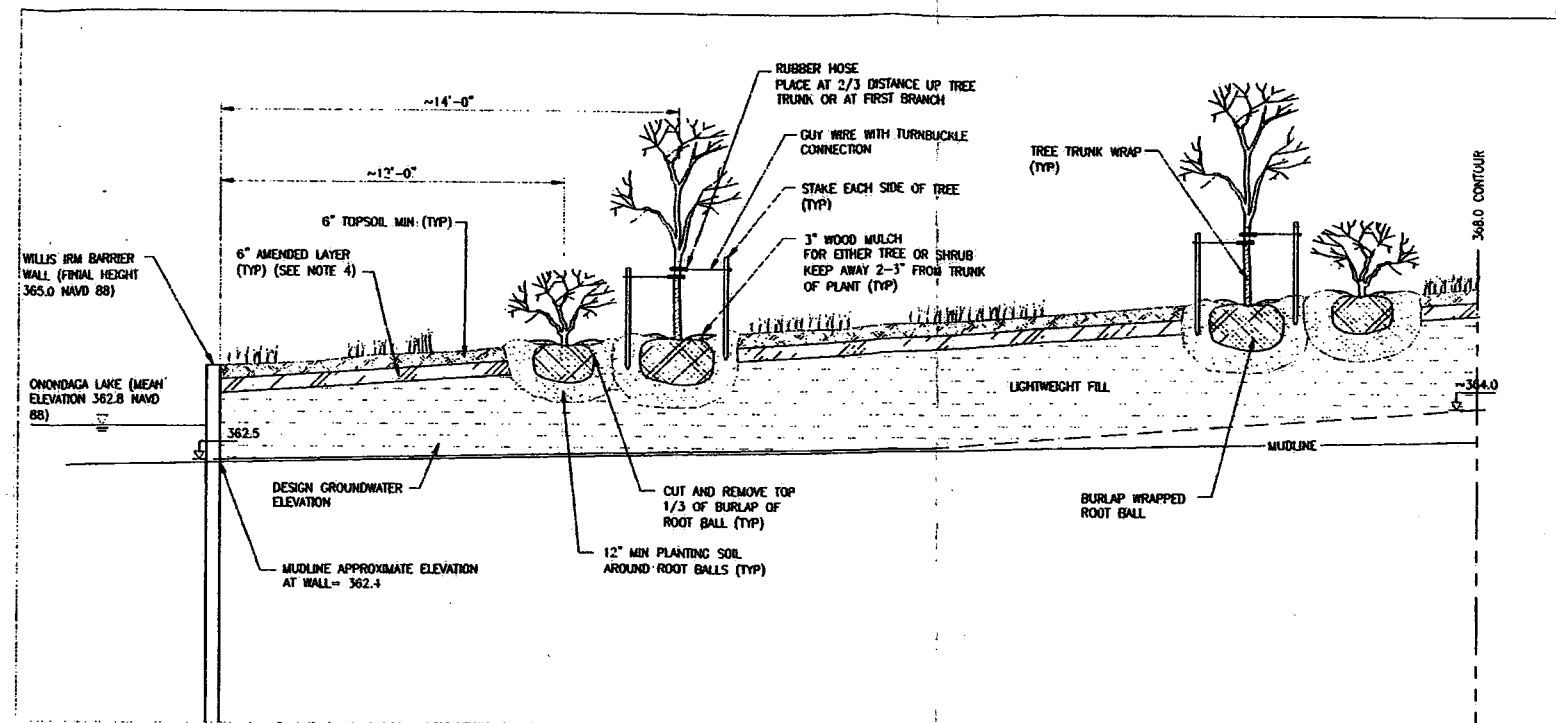 RUBBER HOSE
PLACE AT 2/3 DISTANCE UP TREE
TRUNK OR AT FIRST BRANCH
~14'-0"
GUY WIRE WITH TURNBUCKLE
CONNECTION
TREE TRUNK WRAP
(TYP)
~12'-0"
STAKE EACH SIDE OF TREE
(TYP)
368.0 CONTOUR
6" TOPSOIL MIN. (TYP)
3" WOOD MULCH
FOR EITHER TREE OR SHRUB
KEEP AWAY 2-3" FROM TRUNK
OF PLANT (TYP)
WILLIS IRM BARRIER
WALL (FINIAL HEIGHT
365.0 NAVD 88)
6" AMENDED LAYER
(TYP) (SEE NOTE 4)
ONONDAGA LAKE (MEAN
ELEVATION 362.8 NAVD
88)
LIGHTWEIGHT FILL
~364.0
362.5
MUDLINE
DESIGN GROUNDWATER
ELEVATION
CUT AND REMOVE TOP
1/3 OF BURLAP OF
ROOT BALL (TYP)
BURLAP WRAPPED
ROOT BALL
12" MIN PLANTING SOIL
AROUND ROOT BALLS (TYP)
MUDLINE APPROXIMATE ELEVATION
AT WALL= 362.4